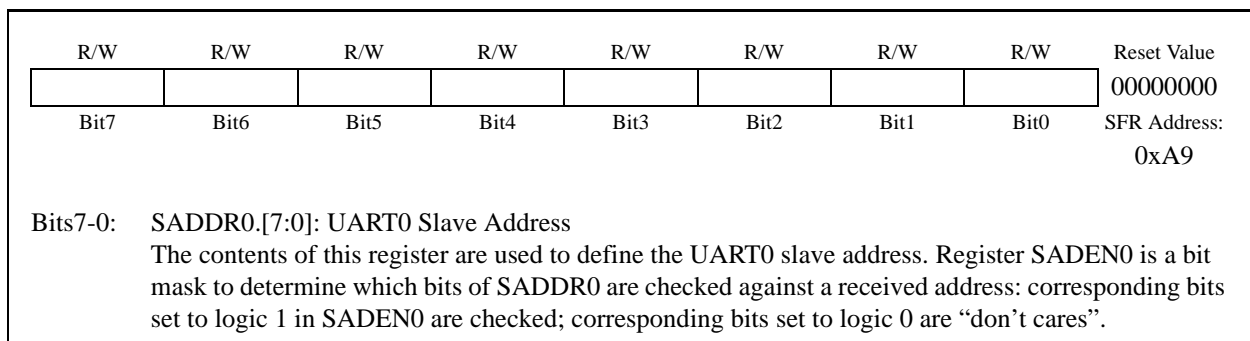 R/W R/W R/W R/W R/W R/W R/W R/W Reset Value
00000000
Bit7 Bit6 Bit5 Bit4 Bit3 Bit2 Bit1 Bit0 SFR Address:
0xA9
Bits7-0: SADDR0.[7:0]: UART0 Slave Address
The contents of this register are used to define the UART0 slave address. Register SADEN0 is a bit
mask to determine which bits of SADDR0 are checked against a received address: corresponding bits
set to logic 1 in SADEN0 are checked; corresponding bits set to logic 0 are “don’t cares”.